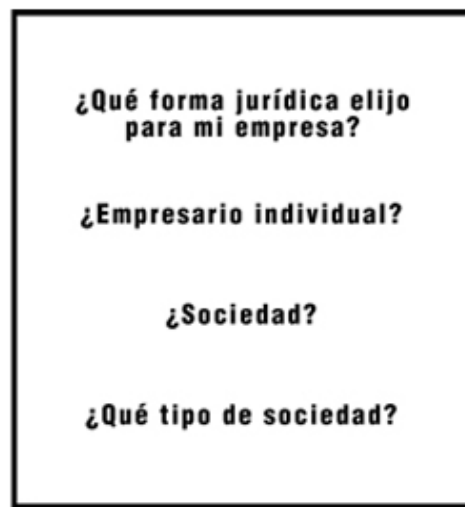 ¿Qué forma jurídica elijo
para mi empresa?
¿Empresario individual?
¿Sociedad?
¿Qué tipo de sociedad?